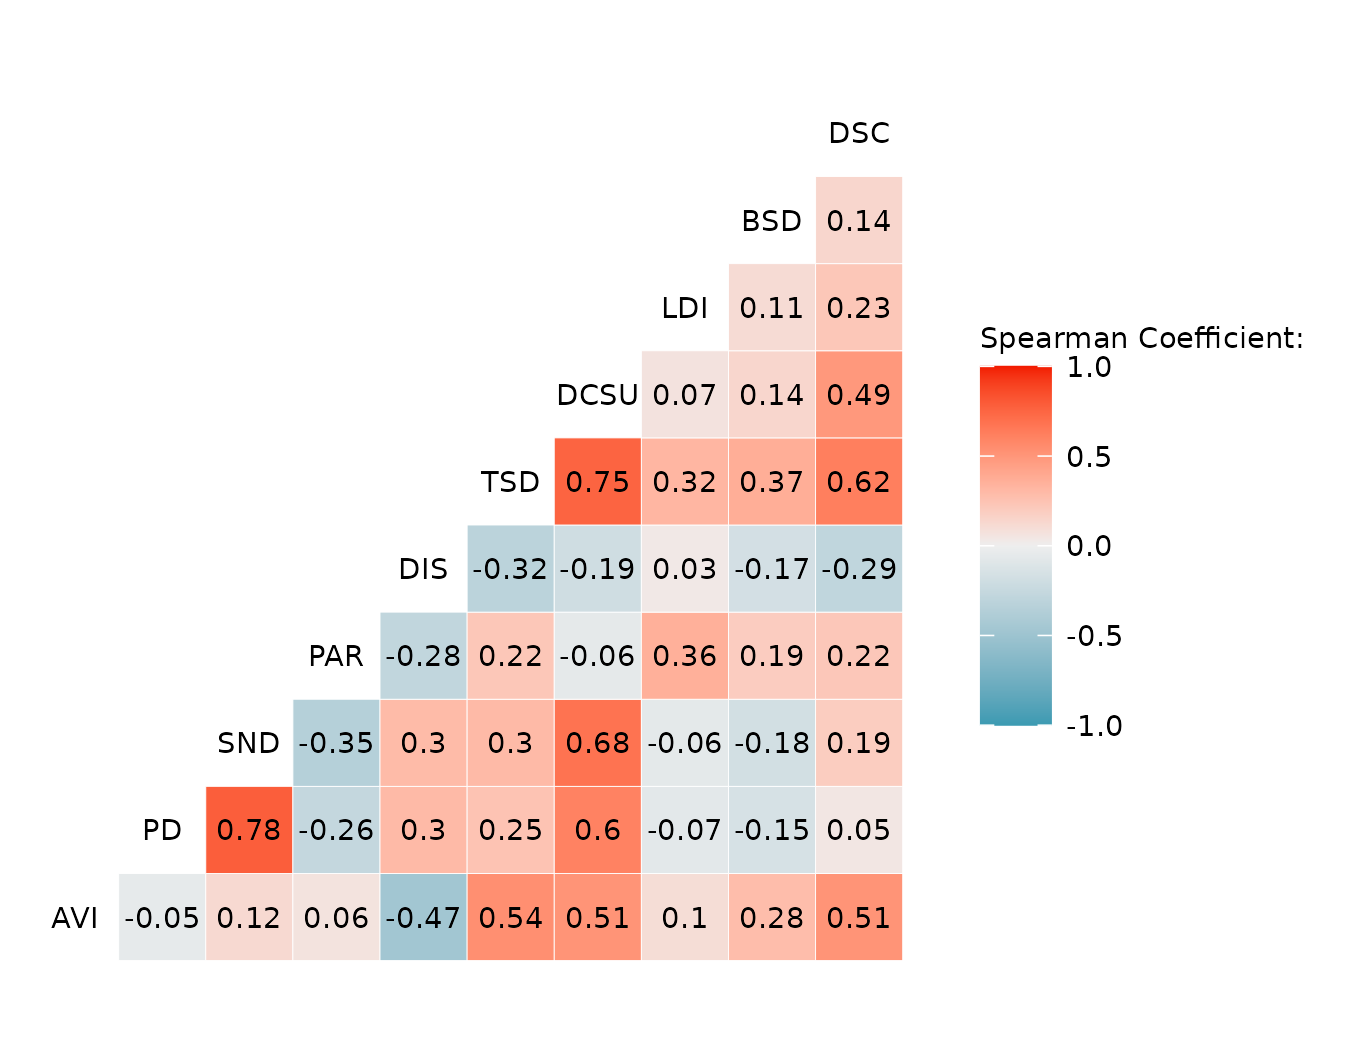 DSC
BSD 0.14
LDI 0.11 0.23
Spearman Coefficient:
1.0
DCSU 0.07 0.14 0.49
0.5
TSD 0.75 0.32 0.37 0.62
0.0
DIS -0.32 -0.19 0.03 -0.17 -0.29
-0.5
PAR -0.28 0.22 -0.06 0.36 0.19 0.22
-1.0
SND -0.35 0.3 0.3 0.68 -0.06 -0.18 0.19
PD 0.78 -0.26 0.3 0.25 0.6 -0.07 -0.15 0.05
AVI -0.05 0.12 0.06 -0.47 0.54 0.51 0.1 0.28 0.51